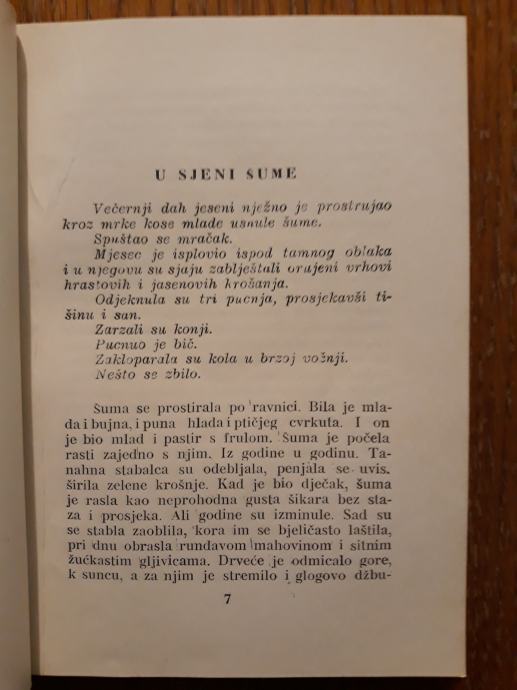 U SJENI ŠUME
Večernji dah jeseni nježno je prostrujao
kroz mrke kose mlade usnule šume.
Spuštao se mračak.
Mjesec je isplovio ispod tamnog oblaka
i u njegovu su sjaju zablještali orujeni vrhovi
hrastovih i jasenovih krošanja.
Odjeknula su tri pucnja, prosjekavši ti-
šinu i san.
Zarzali su konji.
Pucnuo je bič.
Zakloparala su kola u brzoj vožnji.
Nešto se zbilo.
Šuma se prostirala po ravnici. Bila je mla-
da i bujna, i puna hlada i ptičjeg cvrkuta. I on
je bio mlad i pastir s frulom. Šuma je počela
rasti zajedno s njim. Iz godine u godinu. Ta-
nahna stabalca su odebljala, penjala se uvis.
širila zelene krošnje. Kad je bio dječak, šuma
je rasla kao neprohodna gusta šikara bez sta-
za i prosjeka. Ali godine su izminule. Sad su
se stabla zaoblila, kora im se bjeličasto laštila,
pri dnu obrasla rundavom mahovinom i sitnim
žućkastim gljivicama. Drveće je odmicalo gore,
k suncu, a za njim je stremilo i glogovo džbu-
7